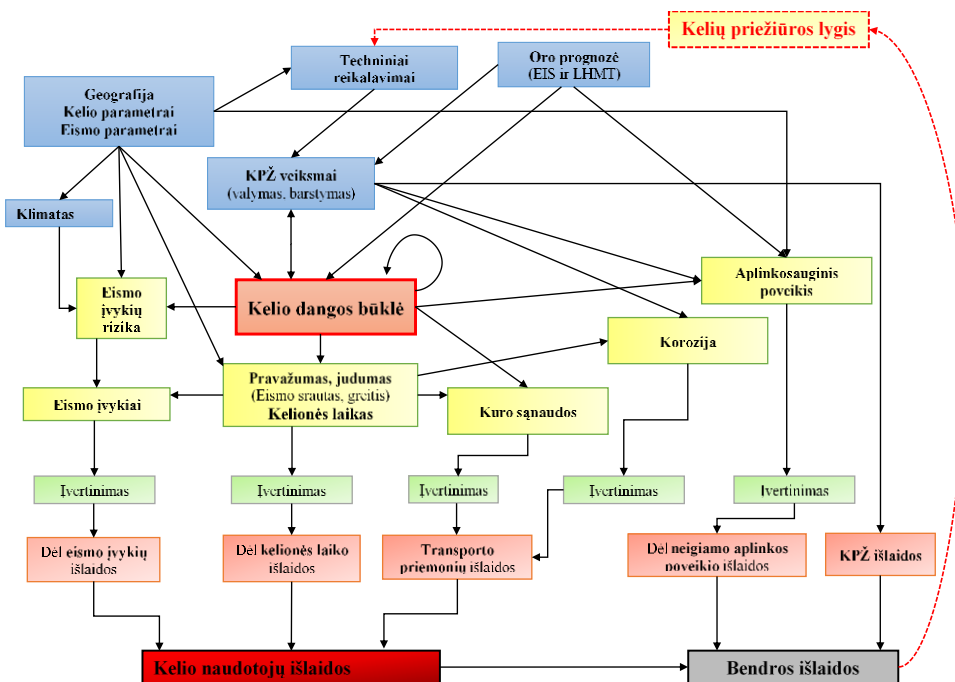 Kelių priežiūros lygis
Techniniai
reikalavimai
Oro prognozė
(EIS ir LHMT)
Geografija
Kelio parametrai
Eismo parametrai
KPŽ veiksmai
(valymas, barstymas)
Klimatas
Aplinkosauginis
poveikis
Eismo
įvykių
rizika
Kelio dangos būklė
Korozija
Pravažumas, judumas
(Eismo srautas, greitis)
Kelionės laikas
Eismo įvykiai
Kuro sąnaudos
Įvertinimas
Įvertinimas
Įvertinimas
Įvertinimas
Įvertinimas
Dėl eismo įvykių
išlaidos
Dėl kelionės laiko
išlaidos
Transporto
priemonių išlaidos
Dėl neigiamo aplinkos
poveikio išlaidos
KPŽ išlaidos
Kelio naudotojų išlaidos
Bendros išlaidos